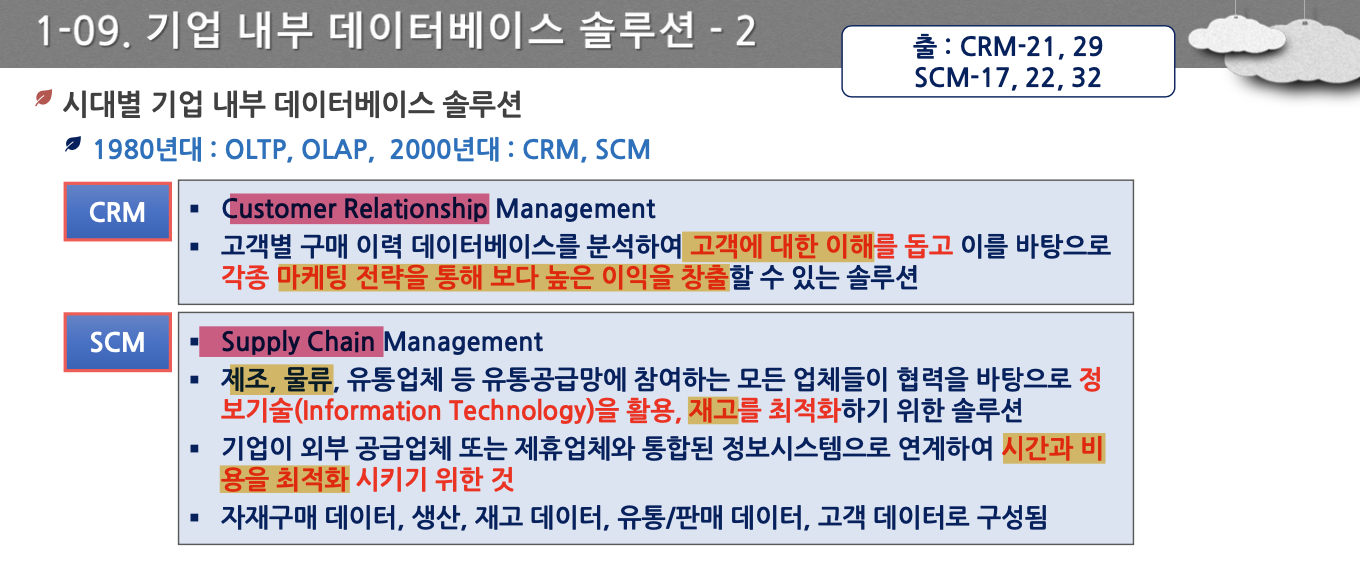 1-09. 기업 내부 데이터베이스 솔루션 - 2
출 : CRM-21, 29
SCM-17, 22, 32
시대별 기업 내부 데이터베이스 솔루션
1980년대 : OLTP, OLAP, 2000년대 : CRM, SCM
CRM
▪ Customer Relationship Management
▪ 고객별 구매 이력 데이터베이스를 분석하여 고객에 대한 이해를 돕고 이를 바탕으로
각종 마케팅 전략을 통해 보다 높은 이익을 창출할 수 있는 솔루션
SCM
▪ Supply Chain Management
▪ 제조, 물류, 유통업체 등 유통공급망에 참여하는 모든 업체들이 협력을 바탕으로 정
보기술(Information Technology)을 활용, 재고를 최적화하기 위한 솔루션
▪ 기업이 외부 공급업체 또는 제휴업체와 통합된 정보시스템으로 연계하여 시간과 비
용을 최적화 시키기 위한 것
▪ 자재구매 데이터, 생산, 재고 데이터, 유통/판매 데이터, 고객 데이터로 구성됨